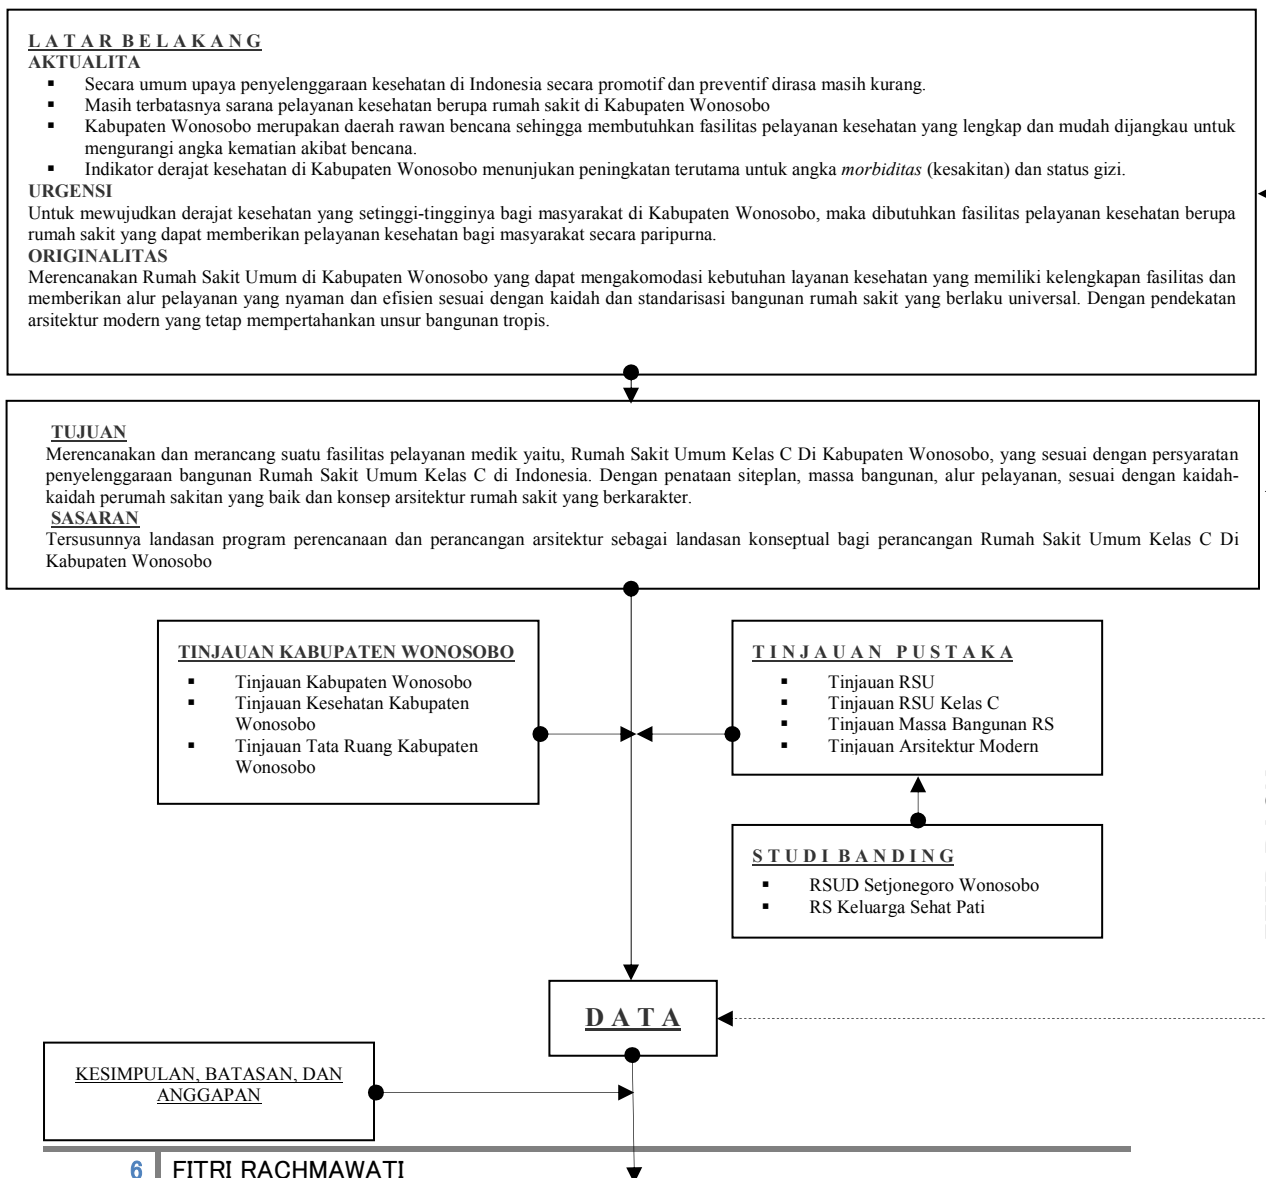 LATAR BELAKANG
AKTUALITA
▪ Secara umum upaya penyelenggaraan kesehatan di Indonesia secara promotif dan preventif dirasa masih kurang.
▪ Masih terbatasnya sarana pelayanan kesehatan berupa rumah sakit di Kabupaten Wonosobo
▪ Kabupaten Wonosobo merupakan daerah rawan bencana sehingga membutuhkan fasilitas pelayanan kesehatan yang lengkap dan mudah dijangkau untuk
mengurangi angka kematian akibat bencana.
▪ Indikator derajat kesehatan di Kabupaten Wonosobo menunjukan peningkatan terutama untuk angka morbiditas (kesakitan) dan status gizi.
URGENSI
Untuk mewujudkan derajat kesehatan yang setinggi-tingginya bagi masyarakat di Kabupaten Wonosobo, maka dibutuhkan fasilitas pelayanan kesehatan berupa
rumah sakit yang dapat memberikan pelayanan kesehatan bagi masyarakat secara paripurna.
ORIGINALITAS
Merencanakan Rumah Sakit Umum di Kabupaten Wonosobo yang dapat mengakomodasi kebutuhan layanan kesehatan yang memiliki kelengkapan fasilitas dan
memberikan alur pelayanan yang nyaman dan efisien sesuai dengan kaidah dan standarisasi bangunan rumah sakit yang berlaku universal. Dengan pendekatan
arsitektur modern yang tetap mempertahankan unsur bangunan tropis.
TUJUAN
Merencanakan dan merancang suatu fasilitas pelayanan medik yaitu, Rumah Sakit Umum Kelas C Di Kabupaten Wonosobo, yang sesuai dengan persyaratan
penyelenggaraan bangunan Rumah Sakit Umum Kelas C di Indonesia. Dengan penataan siteplan, massa bangunan, alur pelayanan, sesuai dengan kaidah-
kaidah perumah sakitan yang baik dan konsep arsitektur rumah sakit yang berkarakter.
SASARAN
Tersusunnya landasan program perencanaan dan perancangan arsitektur sebagai landasan konseptual bagi perancangan Rumah Sakit Umum Kelas C Di
Kabupaten Wonosobo
TINJAUAN KABUPATEN WONOSOBO
▪ Tinjauan Kabupaten Wonosobo
▪ Tinjauan Kesehatan Kabupaten
Wonosobo
▪ Tinjauan Tata Ruang Kabupaten
Wonosobo
TINJAUAN PUSTAKA
▪ Tinjauan RSU
▪ Tinjauan RSU Kelas C
▪ Tinjauan Massa Bangunan RS
▪ Tinjauan Arsitektur Modern
STUDI BANDING
▪ RSUD Setjonegoro Wonosobo
▪ RS Keluarga Sehat Pati
DATA
KESIMPULAN, BATASAN, DAN
ANGGAPAN
6 FITRI RACHMAWATI